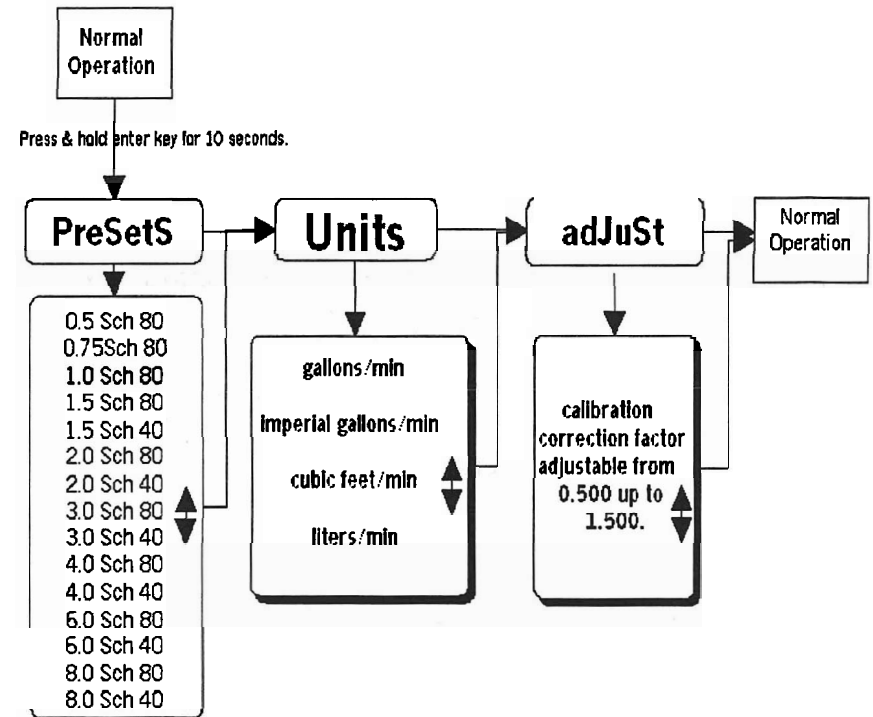 Normal
Operation
Press & hold enter key for 10 seconds.
PreSetS
Units
adJuSt
Normal
Operation
0.5 Sch 80
0.75Sch 80
1.0 Sch 80
1.5 Sch 80
1.5 Sch 40
2.0 Sch 80
2.0 Sch 40
3.0 Sch 80
3.0 Sch 40
4.0 Sch 80
4.0 Sch 40
6.0 Sch 80
6.0 Sch 40
8.0 Sch 80
8.0 Sch 40
gallons/min
imperial gallons/min
cubic feet/min
liters/min
calibration
correction factor
adjustable from
0.500 up to
1.500.